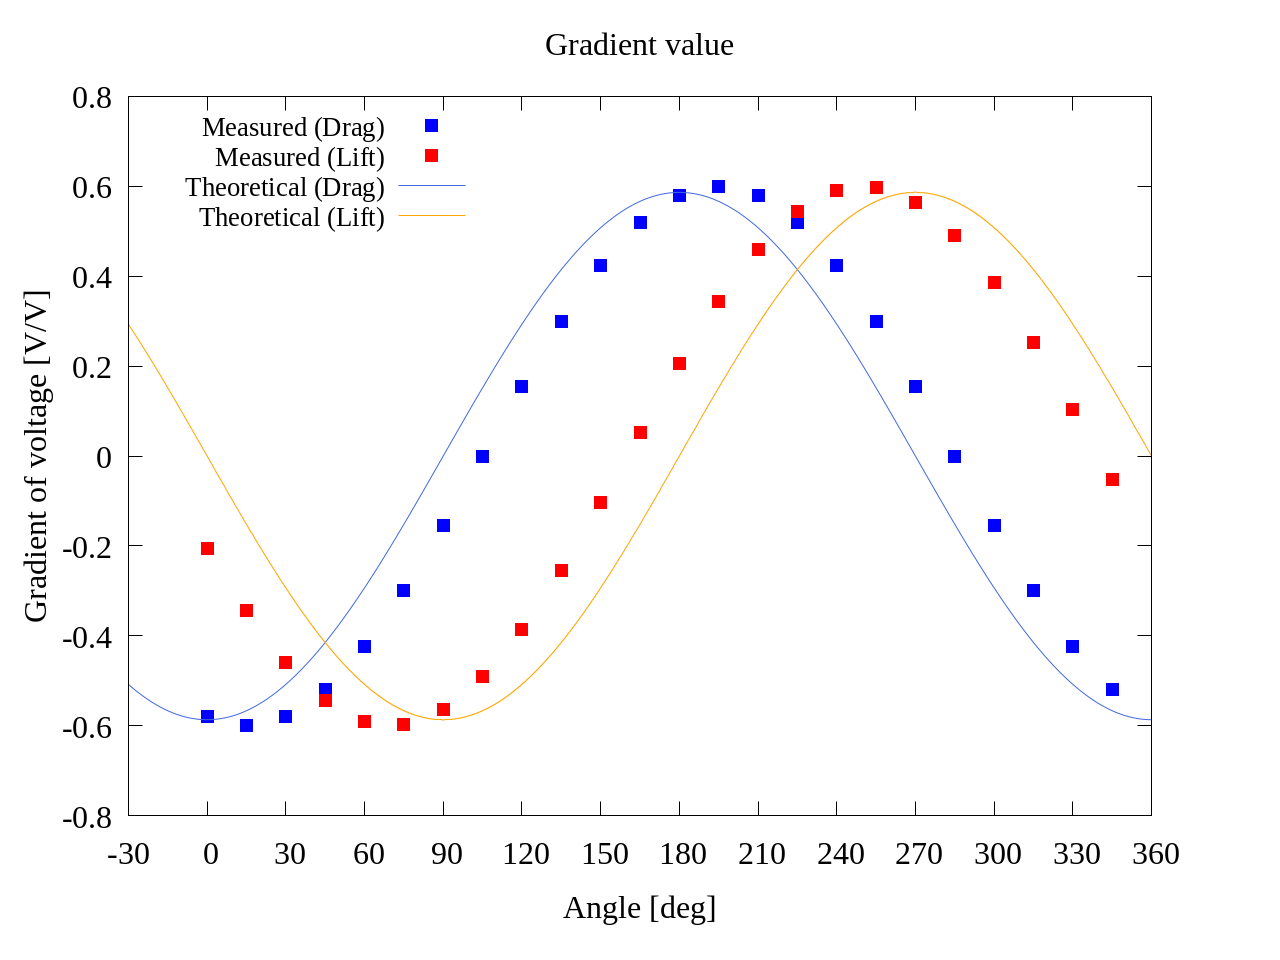 Gradient value
Measured (Drag)
Measured (Lift)
Theoretical (Drag)
Theoretical (Lift)
Gradient of voltage [V/V]
0.8
0.6
0.4
0.2
0
-0.2
-0.4
-0.6
-0.8
-30 0 30 60 90 120 150 180 210 240 270 300 330 360
Angle [deg]